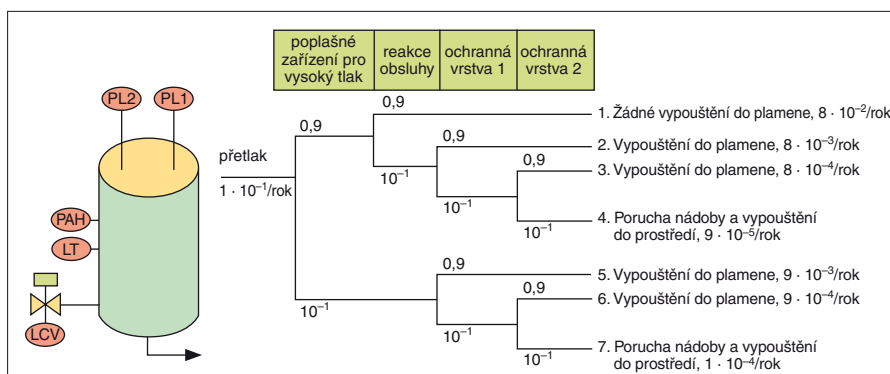 poplašné
zařízení pro
vysoký tlak
reakce
obsluhy
ochranná
vrstva 1
ochranná
vrstva 2
PL2
PL1
PAH
LT
LCV
přetlak
1 · 10⁻¹/rok
0,9
10⁻¹
0,9
10⁻¹
0,9
10⁻¹
0,9
10⁻¹
0,9
10⁻¹
0,9
10⁻¹
1. Žádné vypouštění do plamene, 8 · 10⁻²/rok
2. Vypouštění do plamene, 8 · 10⁻³/rok
3. Vypouštění do plamene, 8 · 10⁻⁴/rok
4. Porucha nádoby a vypouštění
do prostředí, 9 · 10⁻⁵/rok
5. Vypouštění do plamene, 9 · 10⁻³/rok
6. Vypouštění do plamene, 9 · 10⁻⁴/rok
7. Porucha nádoby a vypouštění
do prostředí, 1 · 10⁻⁴/rok